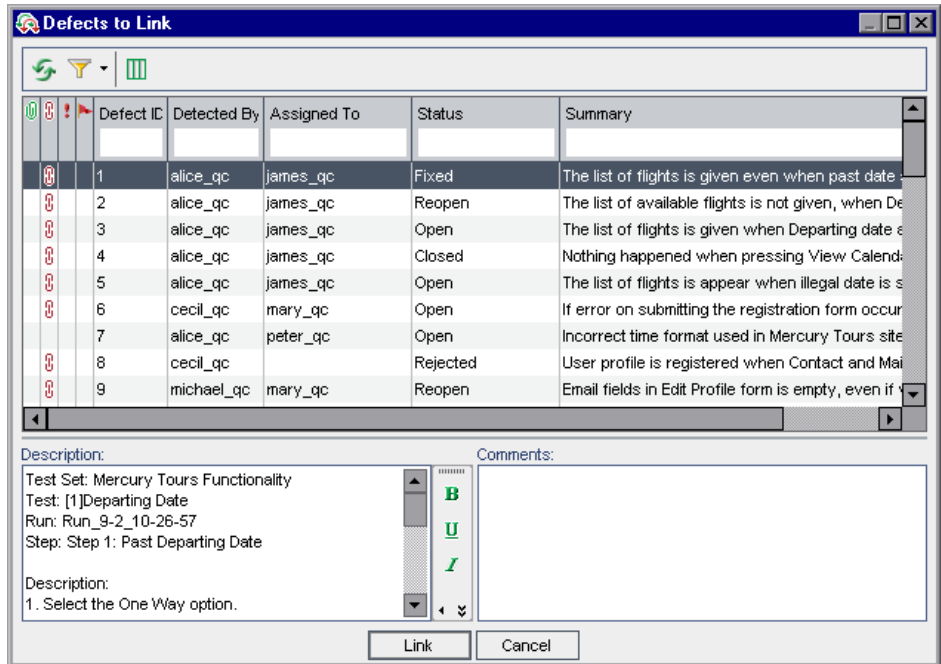 Defects to Link
Defect ID Detected By Assigned To Status Summary
1 alice_qc james_qc Fixed The list of flights is given even when past date
2 alice_qc james_qc Reopen The list of available flights is not given, when De
3 alice_qc james_qc Open The list of flights is given when Departing date a
4 alice_qc james_qc Closed Nothing happened when pressing View Calenda
5 alice_qc james_qc Open The list of flights is appear when illegal date is s
6 cecil_qc mary_qc Open If error on submitting the registration form occur
7 alice_qc peter_qc Open Incorrect time format used in Mercury Tours site
8 cecil_qc Rejected User profile is registered when Contact and Mai
9 michael_qc mary_qc Reopen Email fields in Edit Profile form is empty, even if
Description: Comments:
Test Set: Mercury Tours Functionality
Test: [1]Departing Date
Run: Run_9-2_10-26-57
Step: Step 1: Past Departing Date
Description:
1. Select the One Way option.
B
U
I
Link Cancel